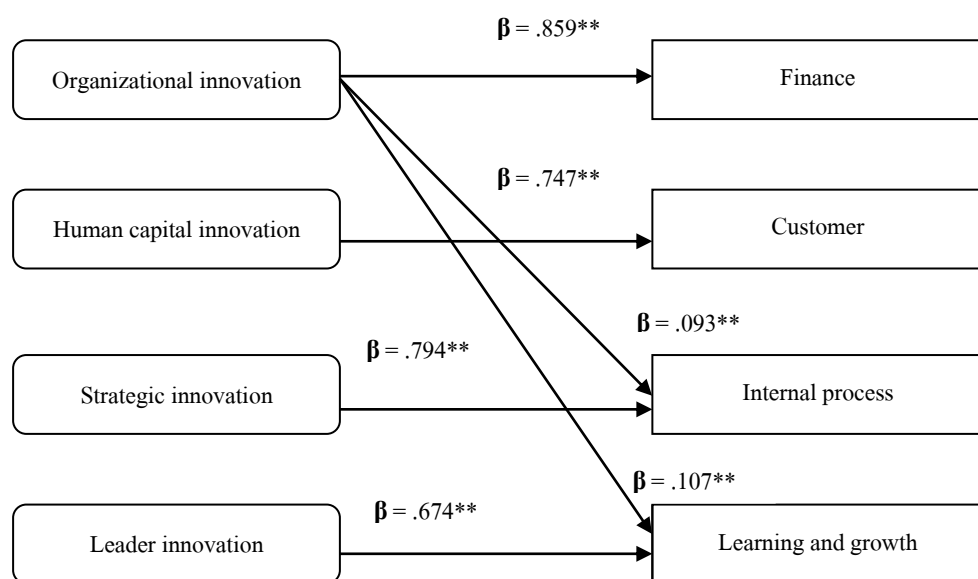 β = .859**
Organizational innovation
Finance
β = .747**
Human capital innovation
Customer
β = .093**
β = .794**
Strategic innovation
Internal process
β = .107**
β = .674**
Leader innovation
Learning and growth